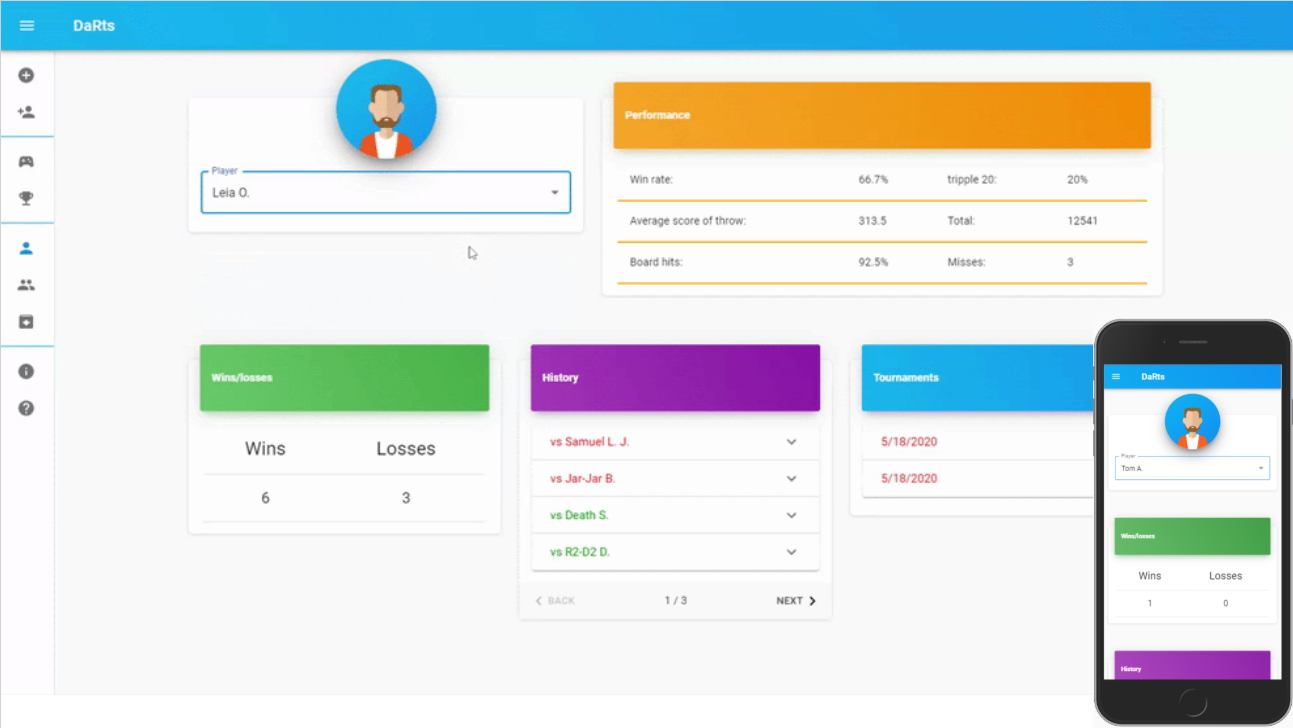 DaRts
Player
Leia O.
Performance
Win rate: 66.7% tripple 20: 20%
Average score of throw: 313.5 Total: 12541
Board hits: 92.5% Misses: 3
Wins/losses
Wins Losses
6 3
History
vs Samuel L. J.
vs Jar-Jar B.
vs Death S.
vs R2-D2 D.
BACK 1 / 3 NEXT
Tournaments
5/18/2020
5/18/2020
DaRts
Player
Tom A.
Wins/losses
Wins Losses
1 0
History